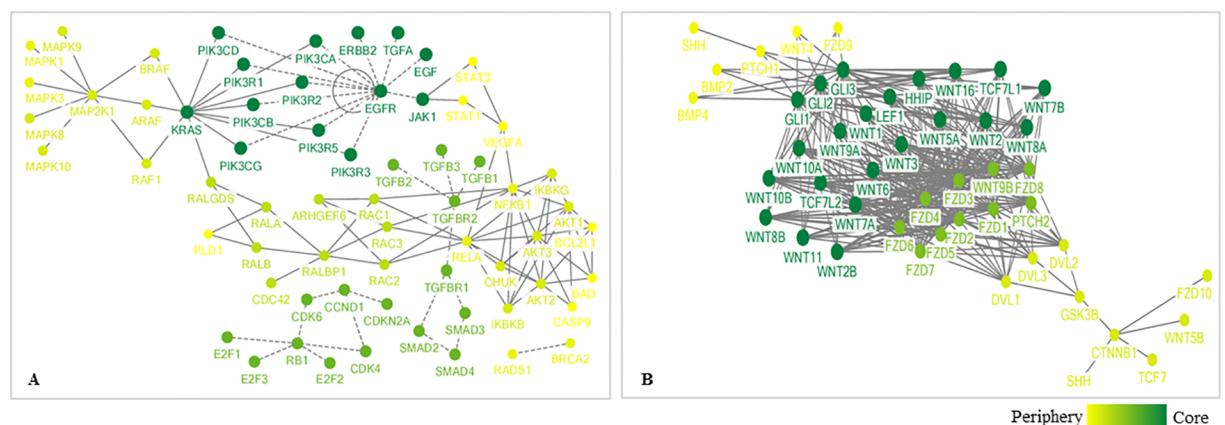 MAPK9
MAPK1
BRAF
MAPK3
MAP2K1
ARAF
MAPK8
MAPK10
RAF1
KRAS
PIK3CD
PIK3CA
ERBB2
TGFA
EGF
PIK3R1
PIK3R2
EGFR
JAK1
STAT3
STAT1
PIK3CB
PIK3R5
PIK3CG
PIK3R3
VEGFA
TGFB3
TGFB2
TGFB1
RALGDS
ARHGEF6
RAC1
TGFBR2
NFKB1
IKBKG
RALA
RAC3
AKT1
BCL2L1
PLD1
RALB
RALBP1
RAC2
RELA
AKT3
CDC42
TGFBR1
CHUK
AKT2
BAD
CDK6
CCND1
CDKN2A
SMAD3
IKBKB
CASP9
E2F1
RB1
SMAD2
CDK4
SMAD4
RAD51
BRCA2
E2F3
E2F2
A
SHH
WNT4
FZD9
PTCH1
BMP2
BMP4
GLI3
GLI2
GLI1
HHIP
WNT16
TCF7L1
WNT7B
LEF1
WNT1
WNT5A
WNT2
WNT8A
WNT9A
WNT3
WNT10A
WNT6
WNT9B
FZD8
WNT10B
TCF7L2
FZD3
WNT7A
FZD4
FZD1
PTCH2
WNT8B
FZD6
FZD2
FZD5
WNT11
WNT2B
FZD7
DVL2
DVL3
DVL1
GSK3B
FZD10
CTNNB1
WNT5B
SHH
TCF7
B
Periphery
Core